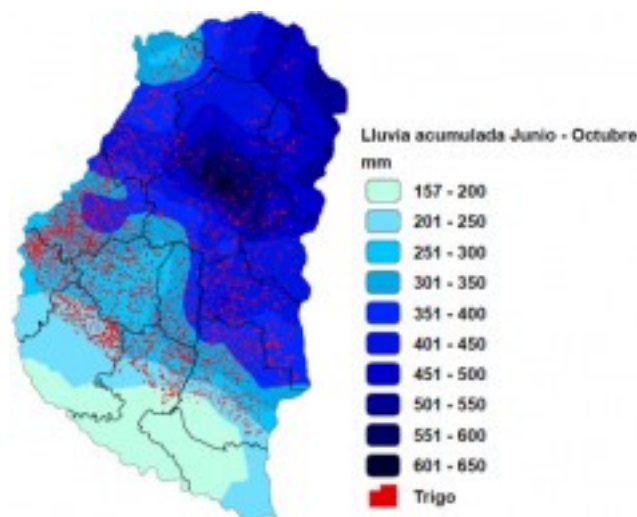 Lluvia acumulada Junio - Octubre
mm
157 - 200
201 - 250
251 - 300
301 - 350
351 - 400
401 - 450
451 - 500
501 - 550
551 - 600
601 - 650
Trigo